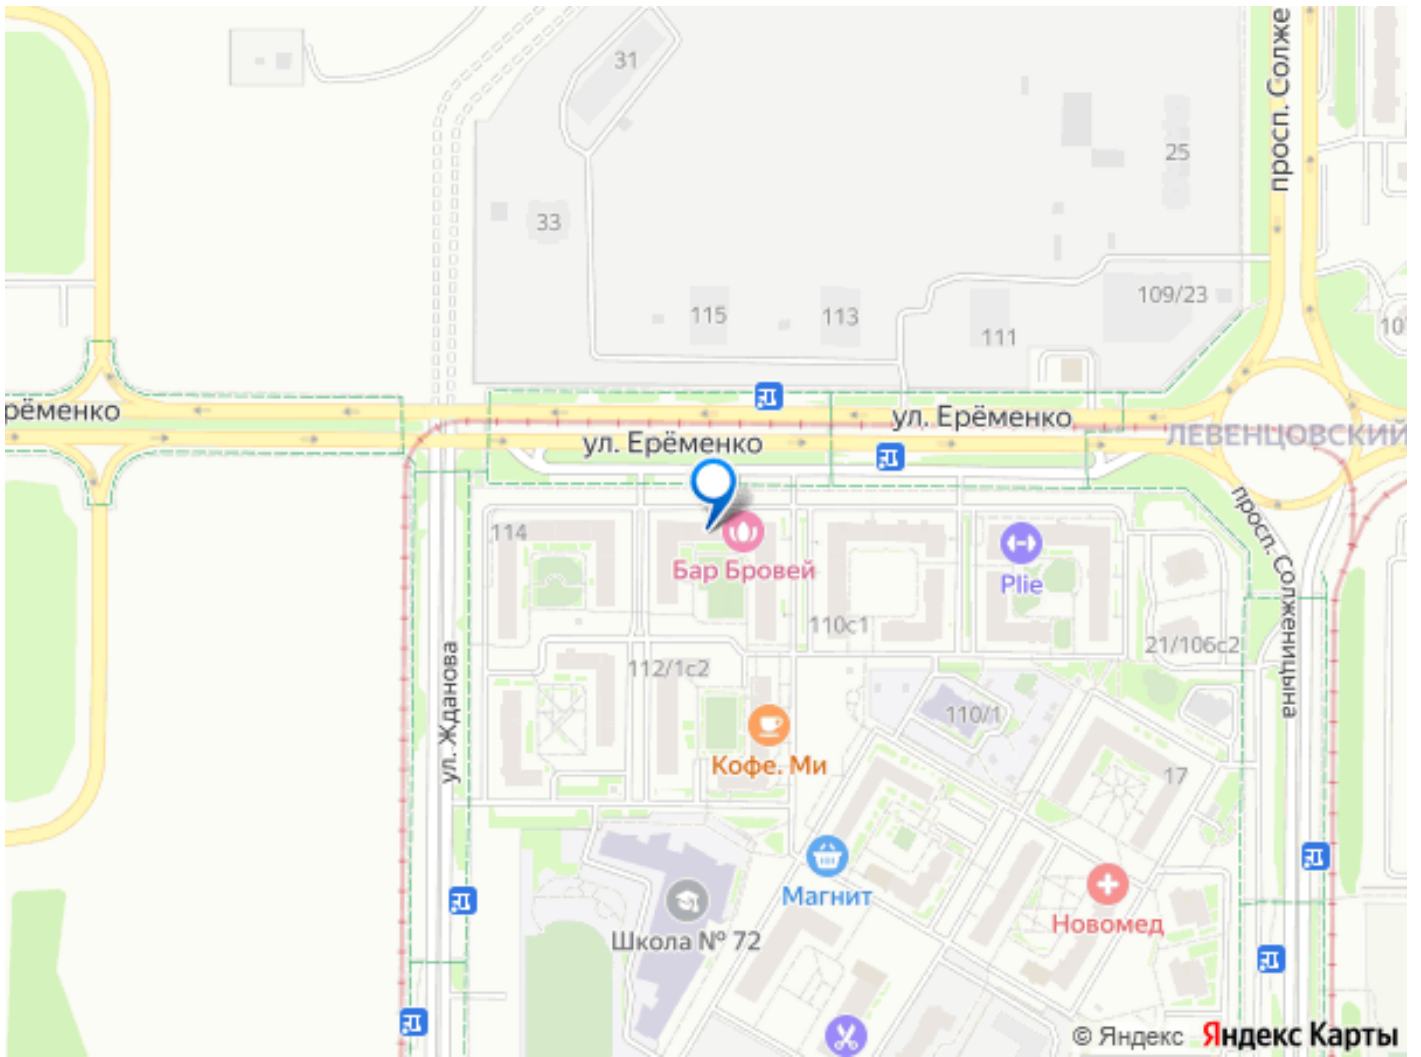 31
просп. Солже
25
33
109/23
115
113
111
10
ул. Ерёменко
рёменко
ул. Ерёменко
ЛЕВЕНЦОВСКИЙ
просп. Солженицына
114
Бар Бровей
Plie
110с1
21/106с2
112/1с2
ул. Жданова
110/1
Кофе. Ми
17
Магнит
Новомед
Школа № 72
© Яндекс Яндекс Карты